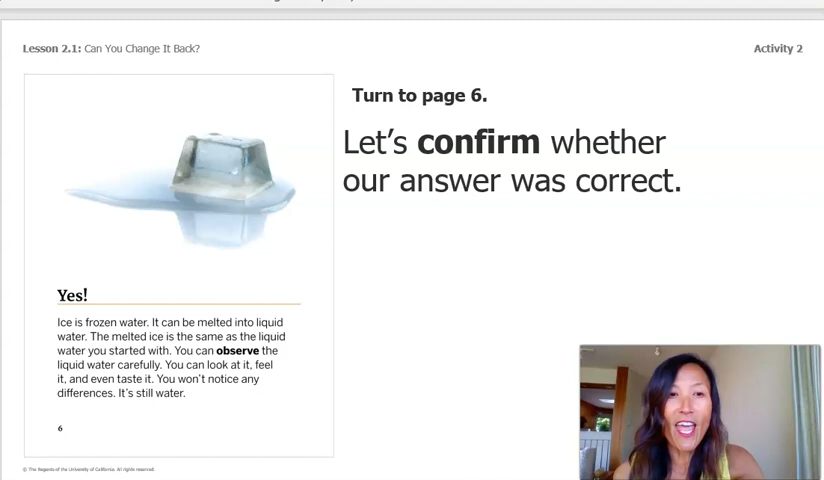 Lesson 2.1: Can You Change It Back?
Activity 2
Turn to page 6.
Let's confirm whether
our answer was correct.
Yes!
Ice is frozen water. It can be melted into liquid
water. The melted ice is the same as the liquid
water you started with. You can observe the
liquid water carefully. You can look at it, feel
it, and even taste it. You won't notice any
differences. It's still water.
6
© The Regents of the University of California. All rights reserved.